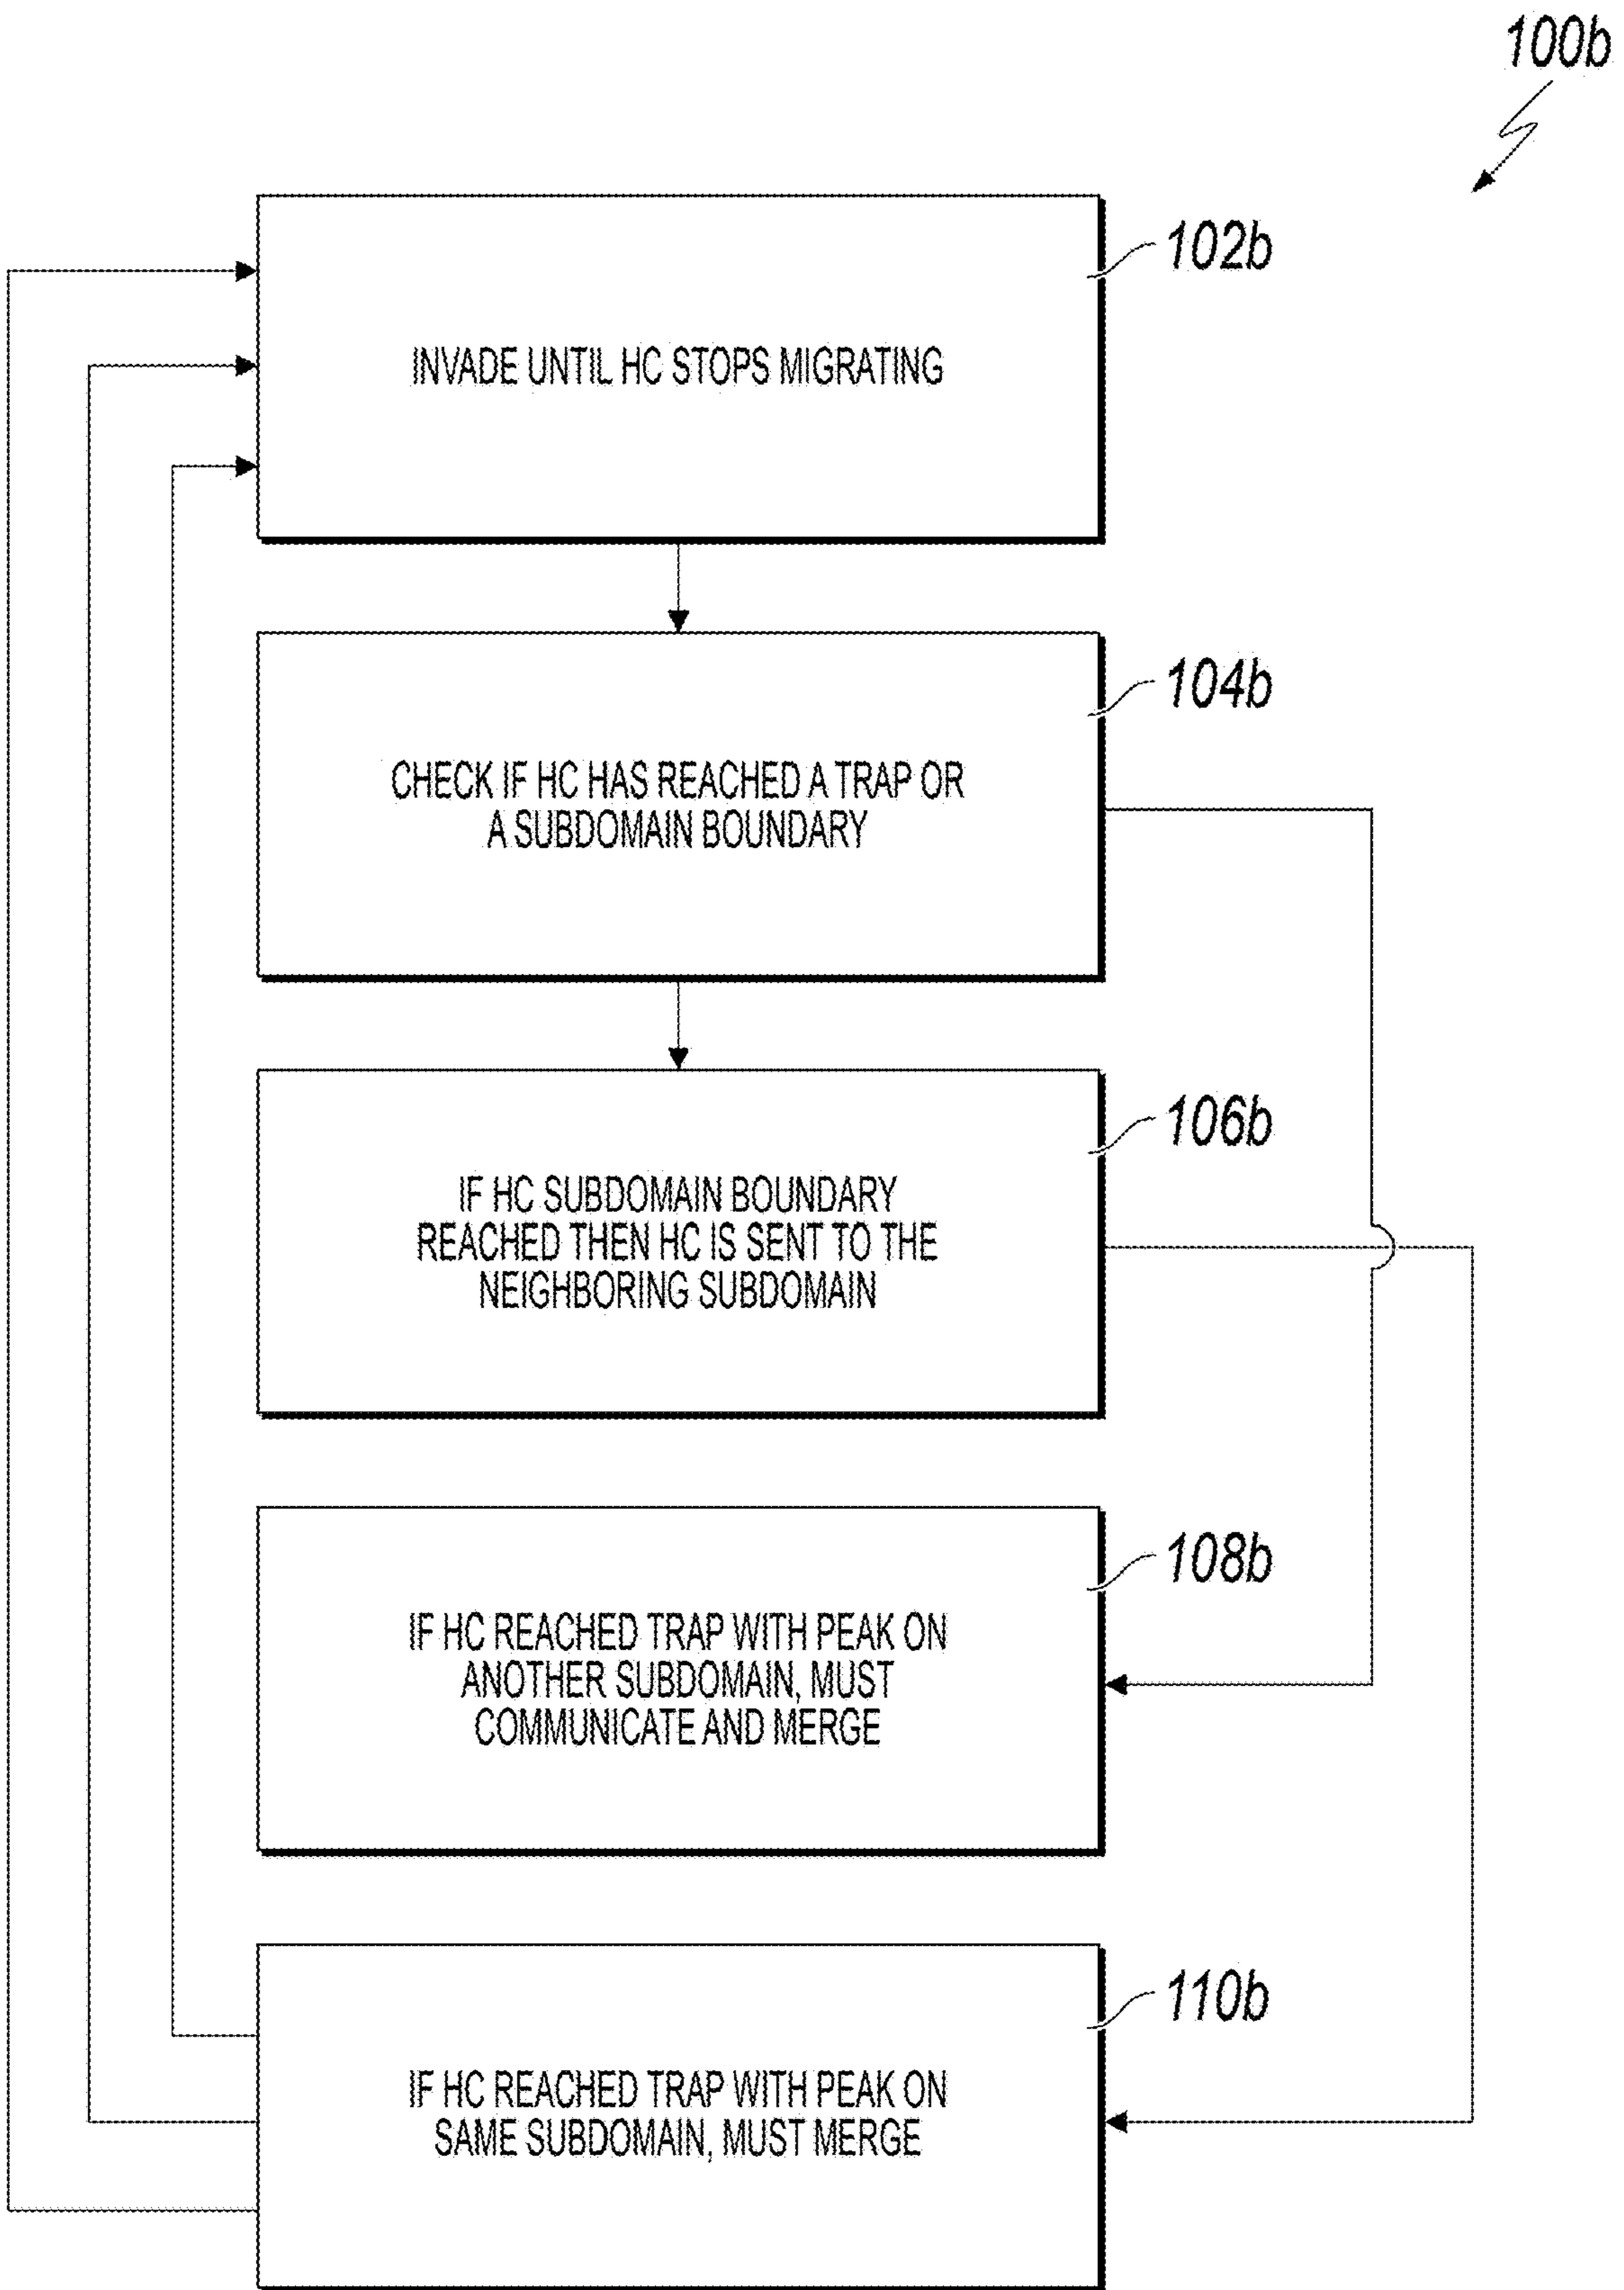 100b
102b
INVADE UNTIL HC STOPS MIGRATING
104b
CHECK IF HC HAS REACHED A TRAP OR
A SUBDOMAIN BOUNDARY
106b
IF HC SUBDOMAIN BOUNDARY
REACHED THEN HC IS SENT TO THE
NEIGHBORING SUBDOMAIN
108b
IF HC REACHED TRAP WITH PEAK ON
ANOTHER SUBDOMAIN, MUST
COMMUNICATE AND MERGE
110b
IF HC REACHED TRAP WITH PEAK ON
SAME SUBDOMAIN, MUST MERGE